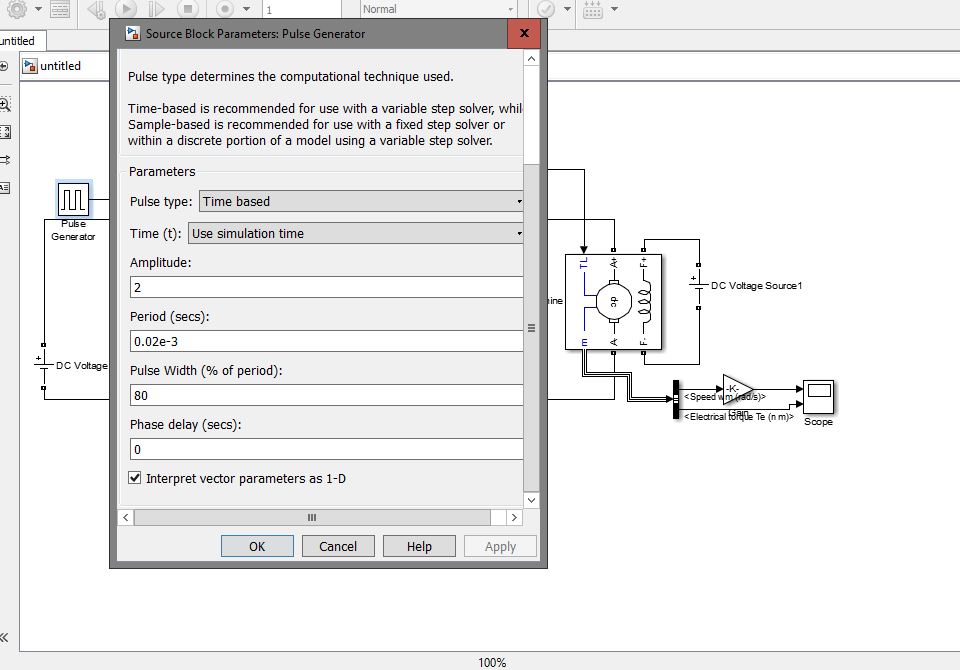 1
Normal
untitled
untitled
Source Block Parameters: Pulse Generator
x
Pulse type determines the computational technique used.
Time-based is recommended for use with a variable step solver, whil
Sample-based is recommended for use with a fixed step solver or
within a discrete portion of a model using a variable step solver.
Parameters
Pulse type: Time based
Time (t): Use simulation time
Amplitude:
2
Period (secs):
0.02e-3
Pulse Width (% of period):
80
Phase delay (secs):
0
Interpret vector parameters as 1-D
OK Cancel Help Apply
Pulse
Generator
+
DC Voltage
ine
TL A+ F+
dc
m A- F-
+
DC Voltage Source1
-K-
<Speed wm (rad/s)>
Gain
<Electrical torque Te (n m)>
Scope
100%